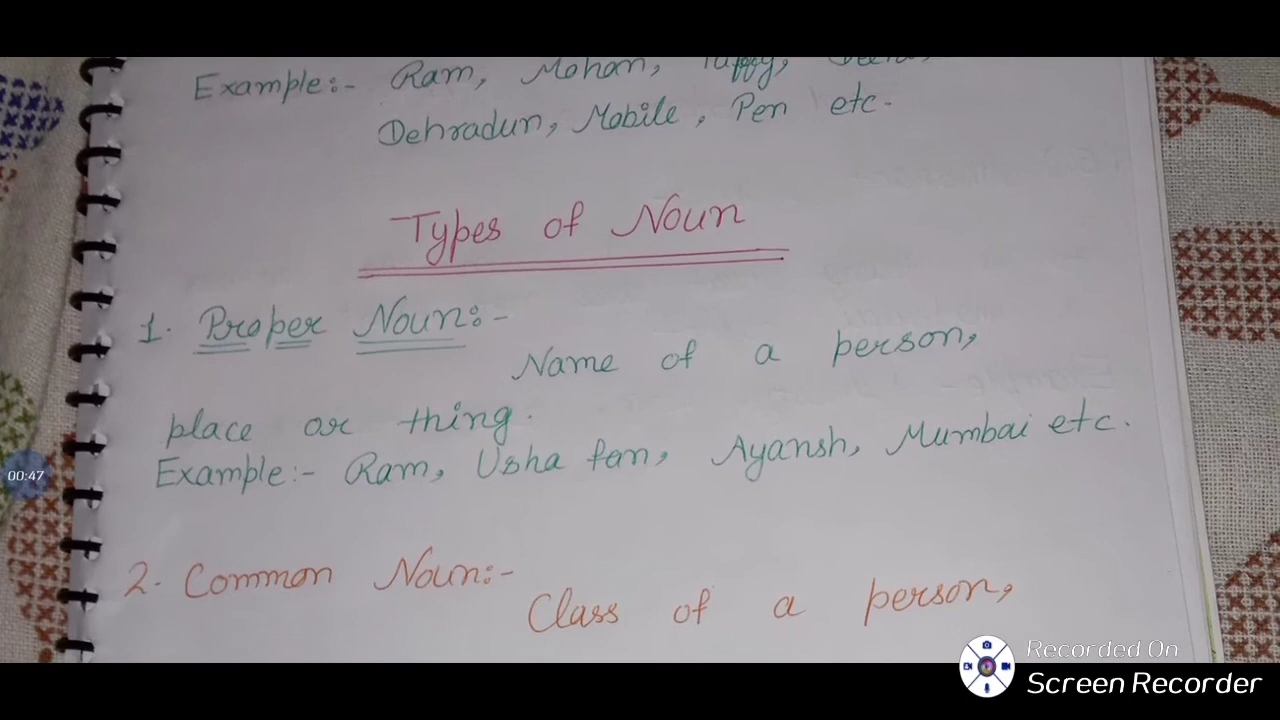 Example:- Ram, Mohan,
Dehradun, Mobile, Pen etc.
Types of Noun
1. Proper Noun:-
Name of a person,
place or thing.
Example:- Ram, Usha fan, Ayansh, Mumbai etc.
00:47
2. Common Noun:-
Class of a person,
Recorded On
Screen Recorder